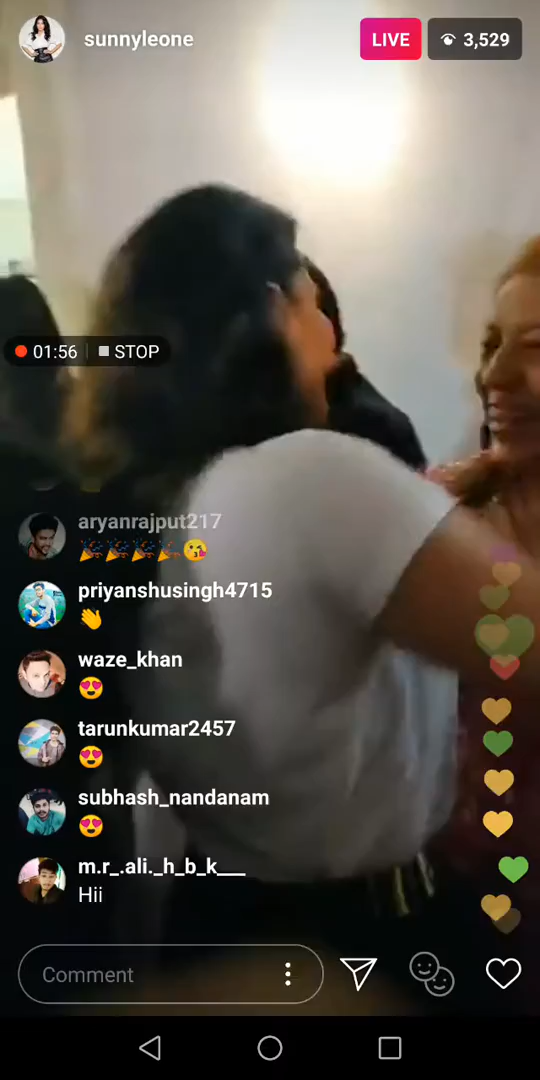 sunnyleone
LIVE
3,529
01:56
STOP
aryanrajput217
🎉🎉🎉🎉😘
priyanshusingh4715
👏
waze_khan
😍
tarunkumar2457
😍
subhash_nandanam
😍
m.r_.ali._h_b_k___
Hii
Comment